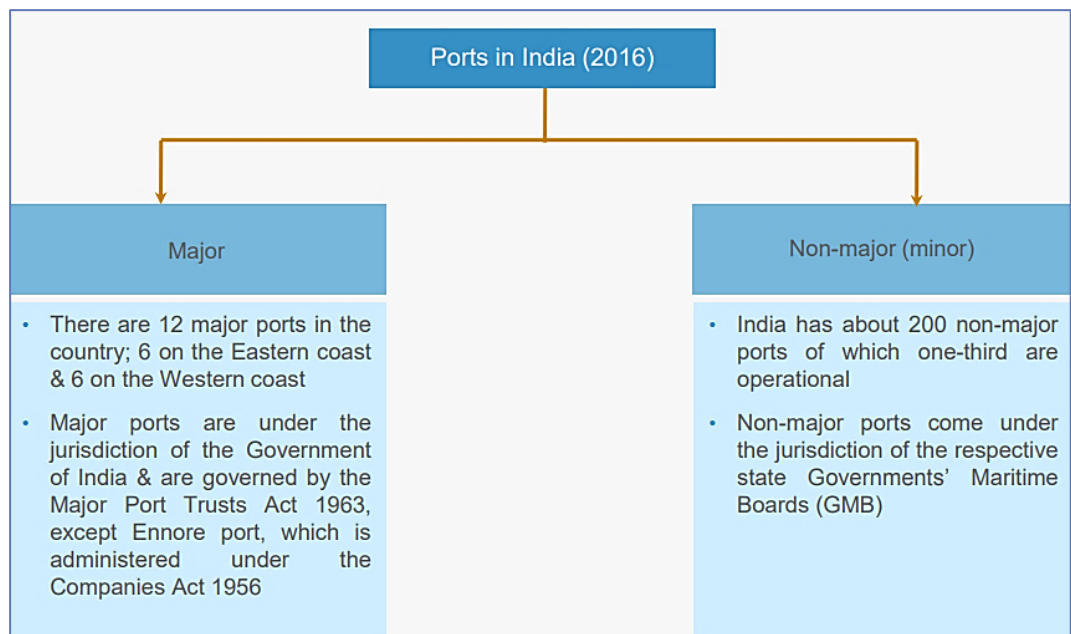 Ports in India (2016)
Major
• There are 12 major ports in the
country; 6 on the Eastern coast
& 6 on the Western coast
• Major ports are under the
jurisdiction of the Government
of India & are governed by the
Major Port Trusts Act 1963,
except Ennore port, which is
administered under the
Companies Act 1956
Non-major (minor)
• India has about 200 non-major
ports of which one-third are
operational
• Non-major ports come under
the jurisdiction of the respective
state Governments’ Maritime
Boards (GMB)